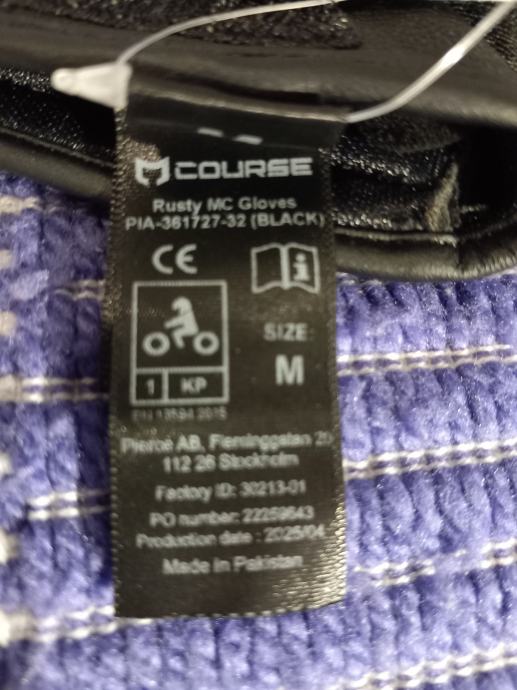 COURSE
Rusty MC Gloves
PIA-361727-32 (BLACK)
CE
SIZE:
M
1 KP
EN 13594:2015
Pierce AB, Fleminggatan 20
112 26 Stockholm
Factory ID: 30213-01
PO number: 22259643
Production date : 2025/04
Made in Pakistan